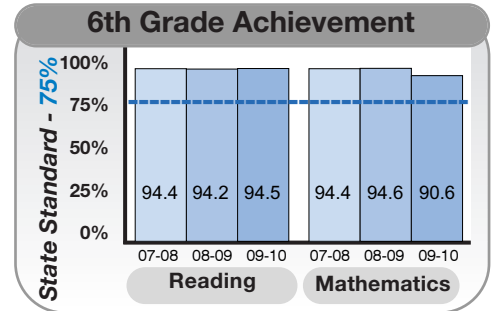 6th Grade Achievement
State Standard - 75%
100%
75%
50%
25%
0%
94.4 94.2 94.5 94.4 94.6 90.6
07-08 08-09 09-10 07-08 08-09 09-10
Reading Mathematics